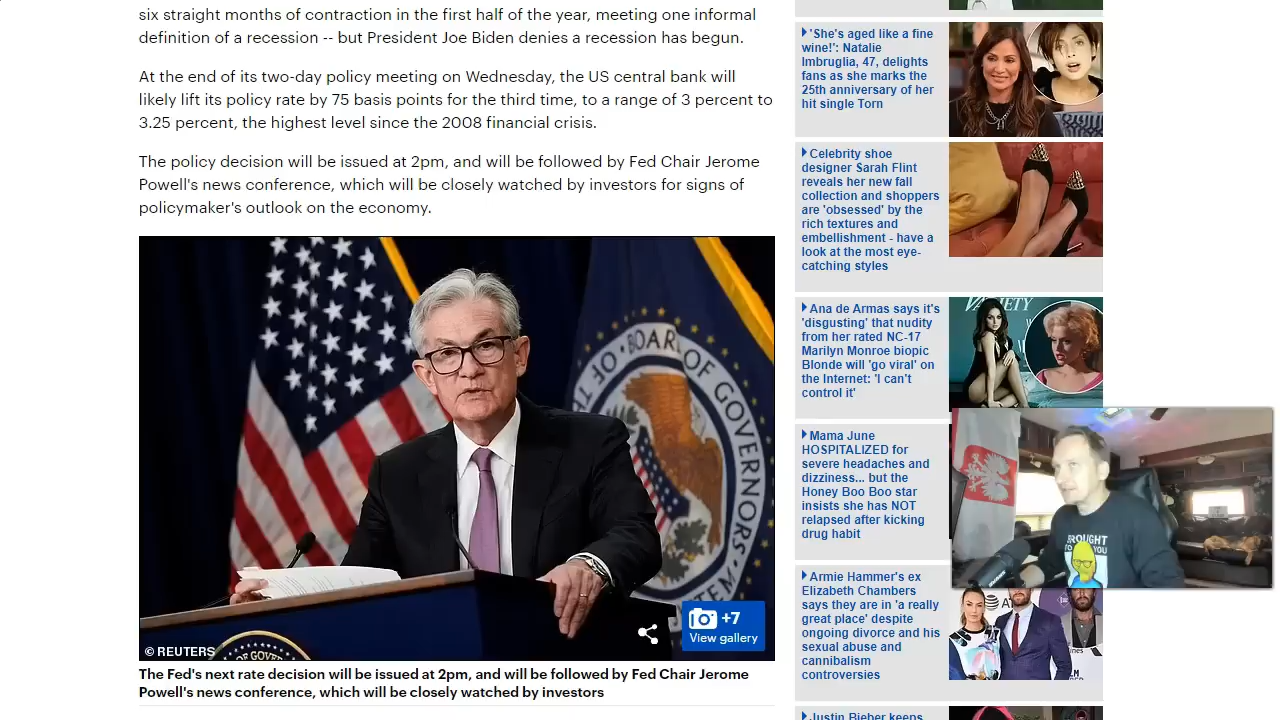 six straight months of contraction in the first half of the year, meeting one informal
definition of a recession -- but President Joe Biden denies a recession has begun.
At the end of its two-day policy meeting on Wednesday, the US central bank will
likely lift its policy rate by 75 basis points for the third time, to a range of 3 percent to
3.25 percent, the highest level since the 2008 financial crisis.
The policy decision will be issued at 2pm, and will be followed by Fed Chair Jerome
Powell's news conference, which will be closely watched by investors for signs of
policymaker's outlook on the economy.
BOARD OF GOVERNORS
+7
View gallery
© REUTERS
The Fed's next rate decision will be issued at 2pm, and will be followed by Fed Chair Jerome
Powell's news conference, which will be closely watched by investors
'She's aged like a fine
wine!': Natalie
Imbruglia, 47, delights
fans as she marks the
25th anniversary of her
hit single Torn
Celebrity shoe
designer Sarah Flint
reveals her new fall
collection and shoppers
are 'obsessed' by the
rich textures and
embellishment - have a
look at the most eye-
catching styles
Ana de Armas says it's
'disgusting' that nudity
from her rated NC-17
Marilyn Monroe biopic
Blonde will 'go viral' on
the Internet: 'I can't
control it'
VARIETY
Mama June
HOSPITALIZED for
severe headaches and
dizziness... but the
Honey Boo Boo star
insists she has NOT
relapsed after kicking
drug habit
BROUGHT
Armie Hammer's ex
Elizabeth Chambers
says they are in 'a really
great place' despite
ongoing divorce and his
sexual abuse and
cannibalism
controversies
Justin Bieber keeps